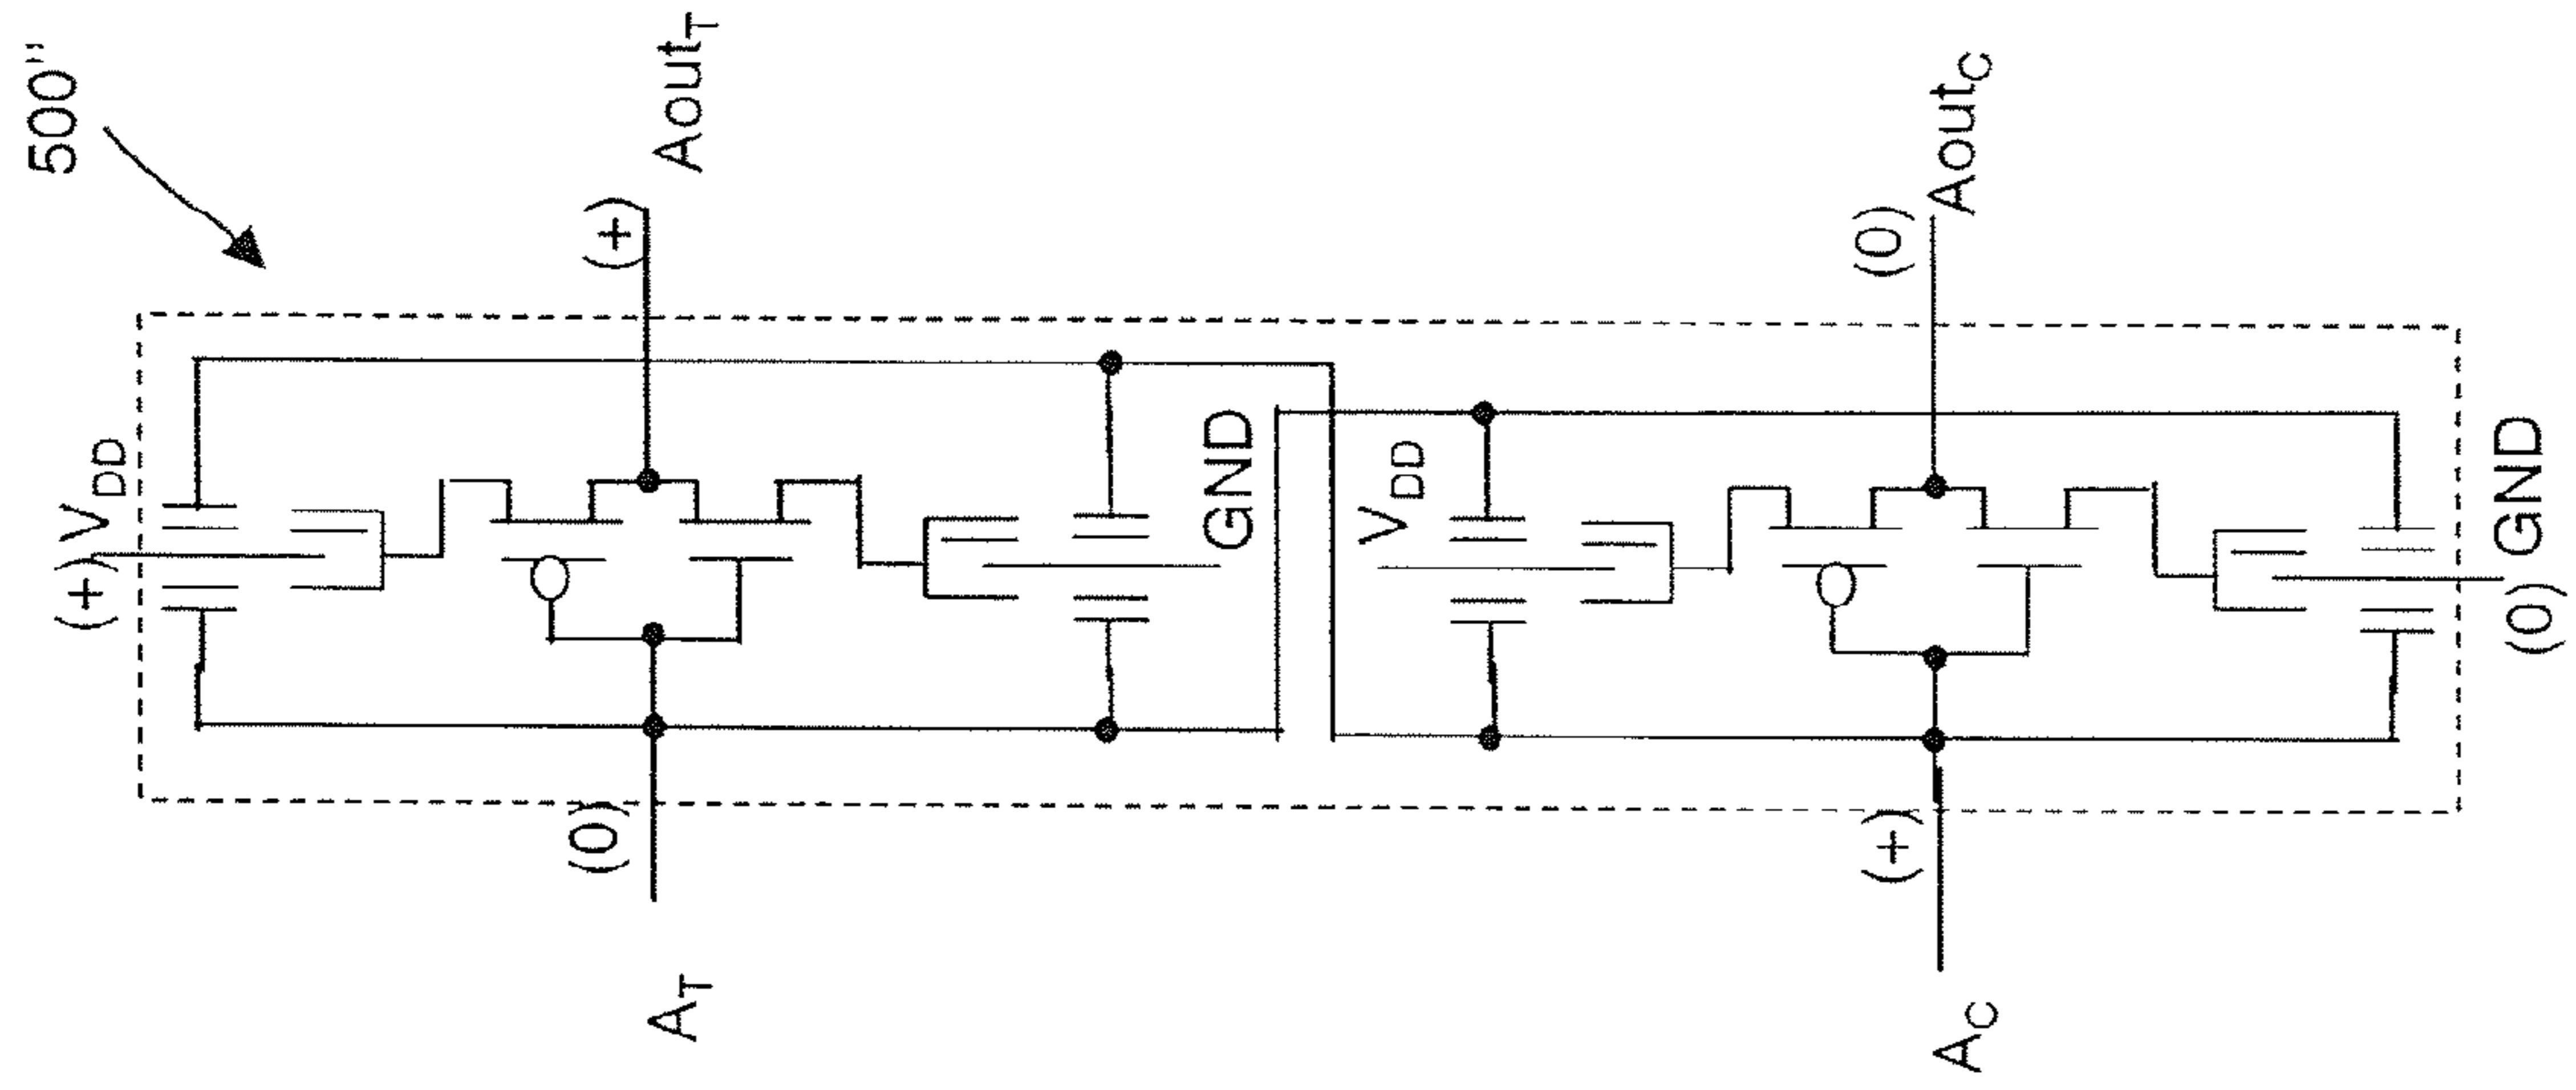 500"
(+) V_DD
(+) Aout_T
(0) A_T
GND
V_DD
(0) Aout_C
(+) A_C
(0) GND